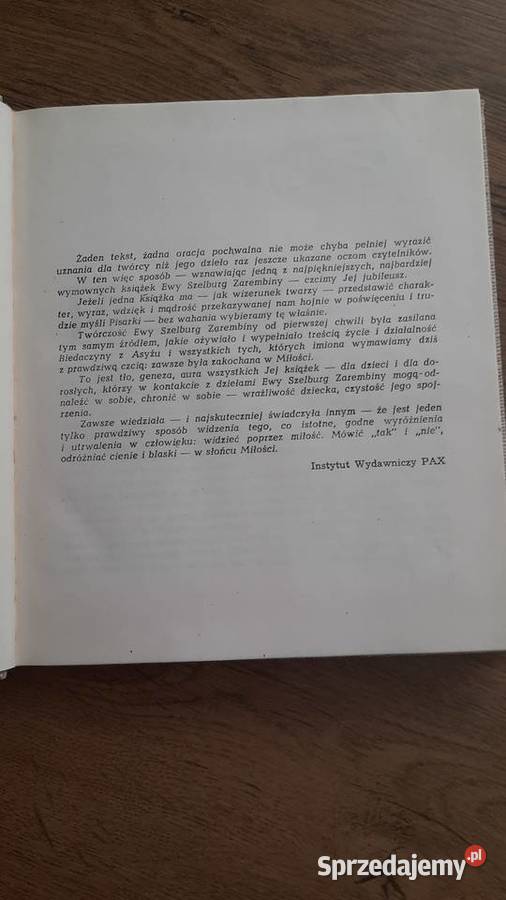 Żaden tekst, żadna oracja pochwalna nie może chyba pełniej wyrazić
uznania dla twórcy niż jego dzieło raz jeszcze ukazane oczom czytelników.
W ten więc sposób — wznawiając jedną z najpiękniejszych, najbardziej
wymownych książek Ewy Szelburg Zarembiny — czcimy Jej jubileusz.
Jeżeli jedna Książka ma — jak wizerunek twarzy — przedstawić charak-
ter, wyraz, wdzięk i mądrość przekazywanej nam hojnie w poświęceniu i tru-
dzie myśli Pisarki — bez wahania wybieramy tę właśnie.
Twórczość Ewy Szelburg Zarembiny od pierwszej chwili była zasilana
tym samym źródłem, jakie ożywiało i wypełniało treścią życie i działalność
Biedaczyny z Asyżu i wszystkich tych, których imiona wymawiamy dziś
z prawdziwą czcią: zawsze była zakochana w Miłości.
To jest tło, geneza, aura wszystkich Jej książek — dla dzieci i dla do-
rosłych, którzy w kontakcie z dziełami Ewy Szelburg Zarembiny mogą od-
naleźć w sobie, chronić w sobie — wrażliwość dziecka, czystość jego spoj-
rzenia.
Zawsze wiedziała — i najskuteczniej świadczyła innym — że jest jeden
tylko prawdziwy sposób widzenia tego, co istotne, godne wyróżnienia
i utrwalenia w człowieku: widzieć poprzez miłość. Mówić „tak" i „nie",
odróżniać cienie i blaski — w słońcu Miłości.
Instytut Wydawniczy PAX
Sprzedajemy.pl